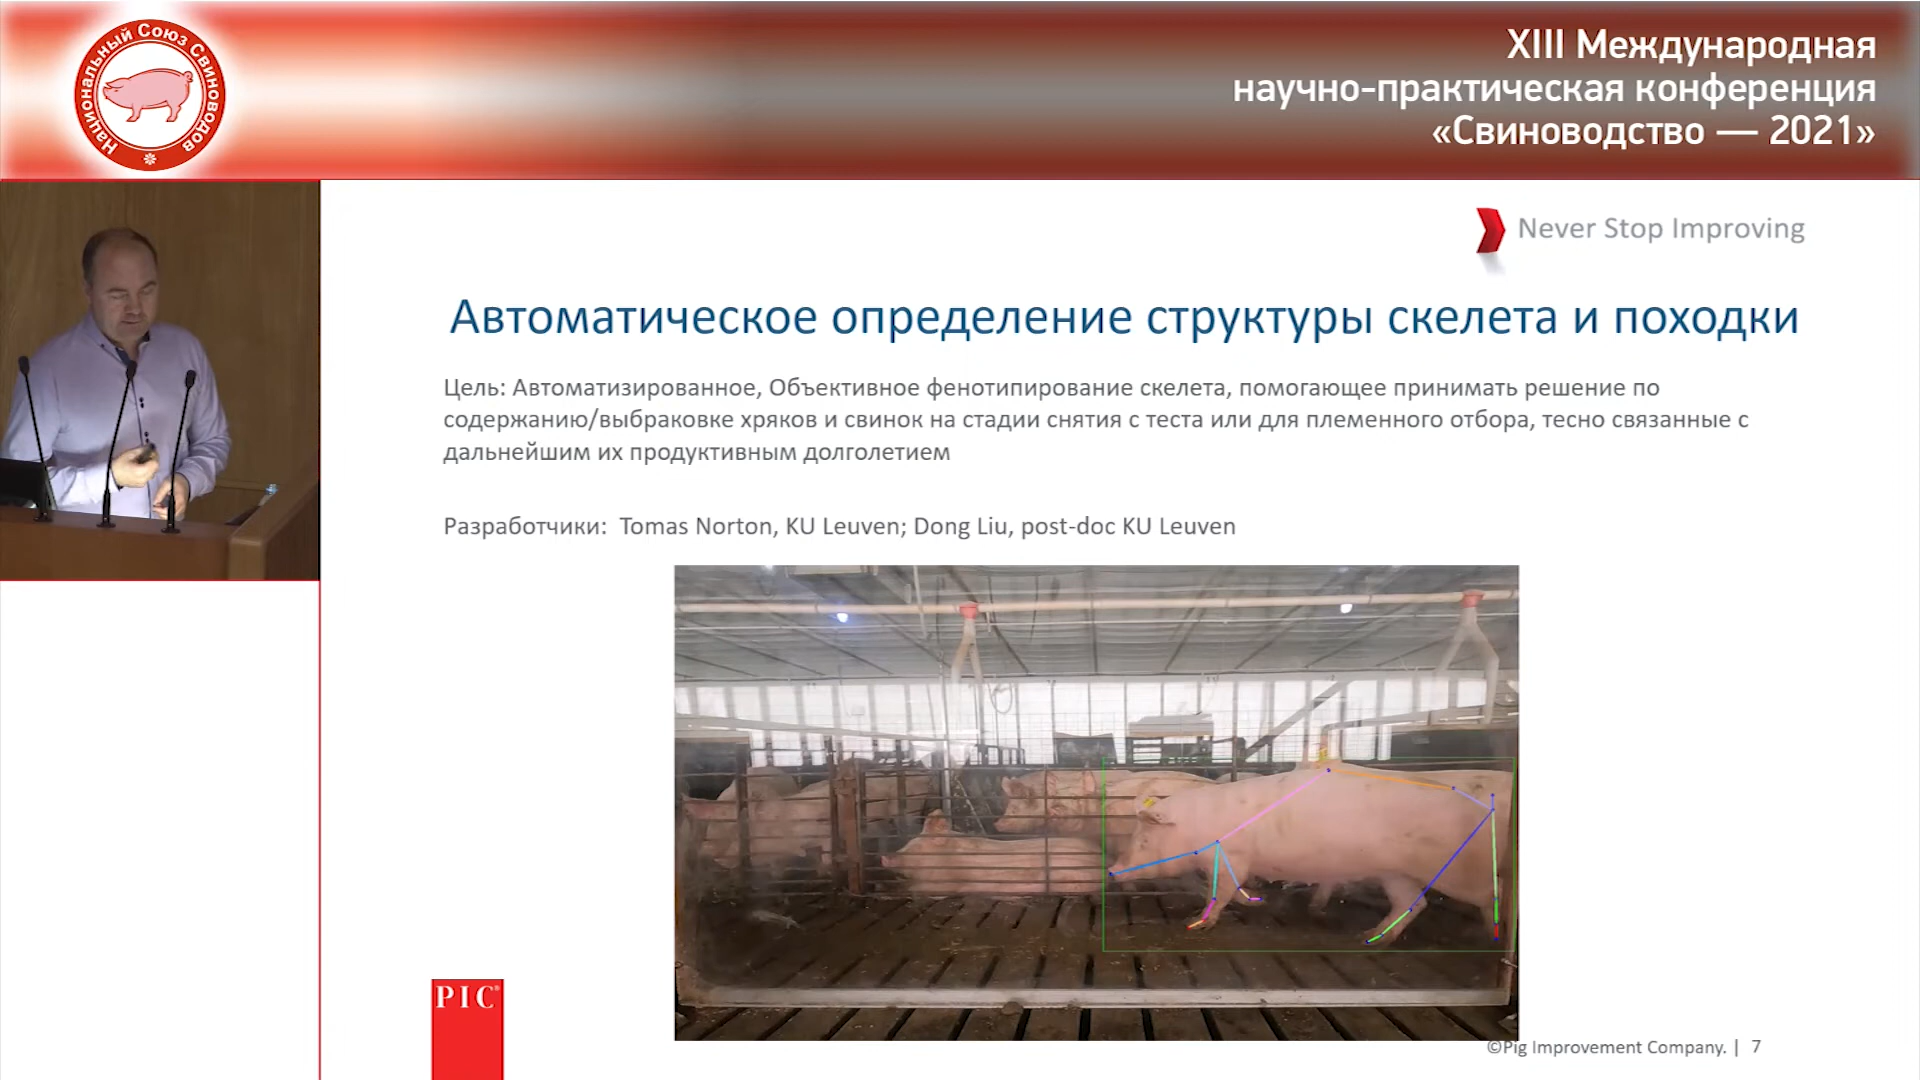 Национальный Союз Свиноводов
XIII Международная
научно-практическая конференция
«Свиноводство — 2021»
Never Stop Improving
Автоматическое определение структуры скелета и походки
Цель: Автоматизированное, Объективное фенотипирование скелета, помогающее принимать решение по
содержанию/выбраковке хряков и свинок на стадии снятия с теста или для племенного отбора, тесно связанные с
дальнейшим их продуктивным долголетием
Разработчики: Tomas Norton, KU Leuven; Dong Liu, post-doc KU Leuven
PIC®
©Pig Improvement Company. | 7